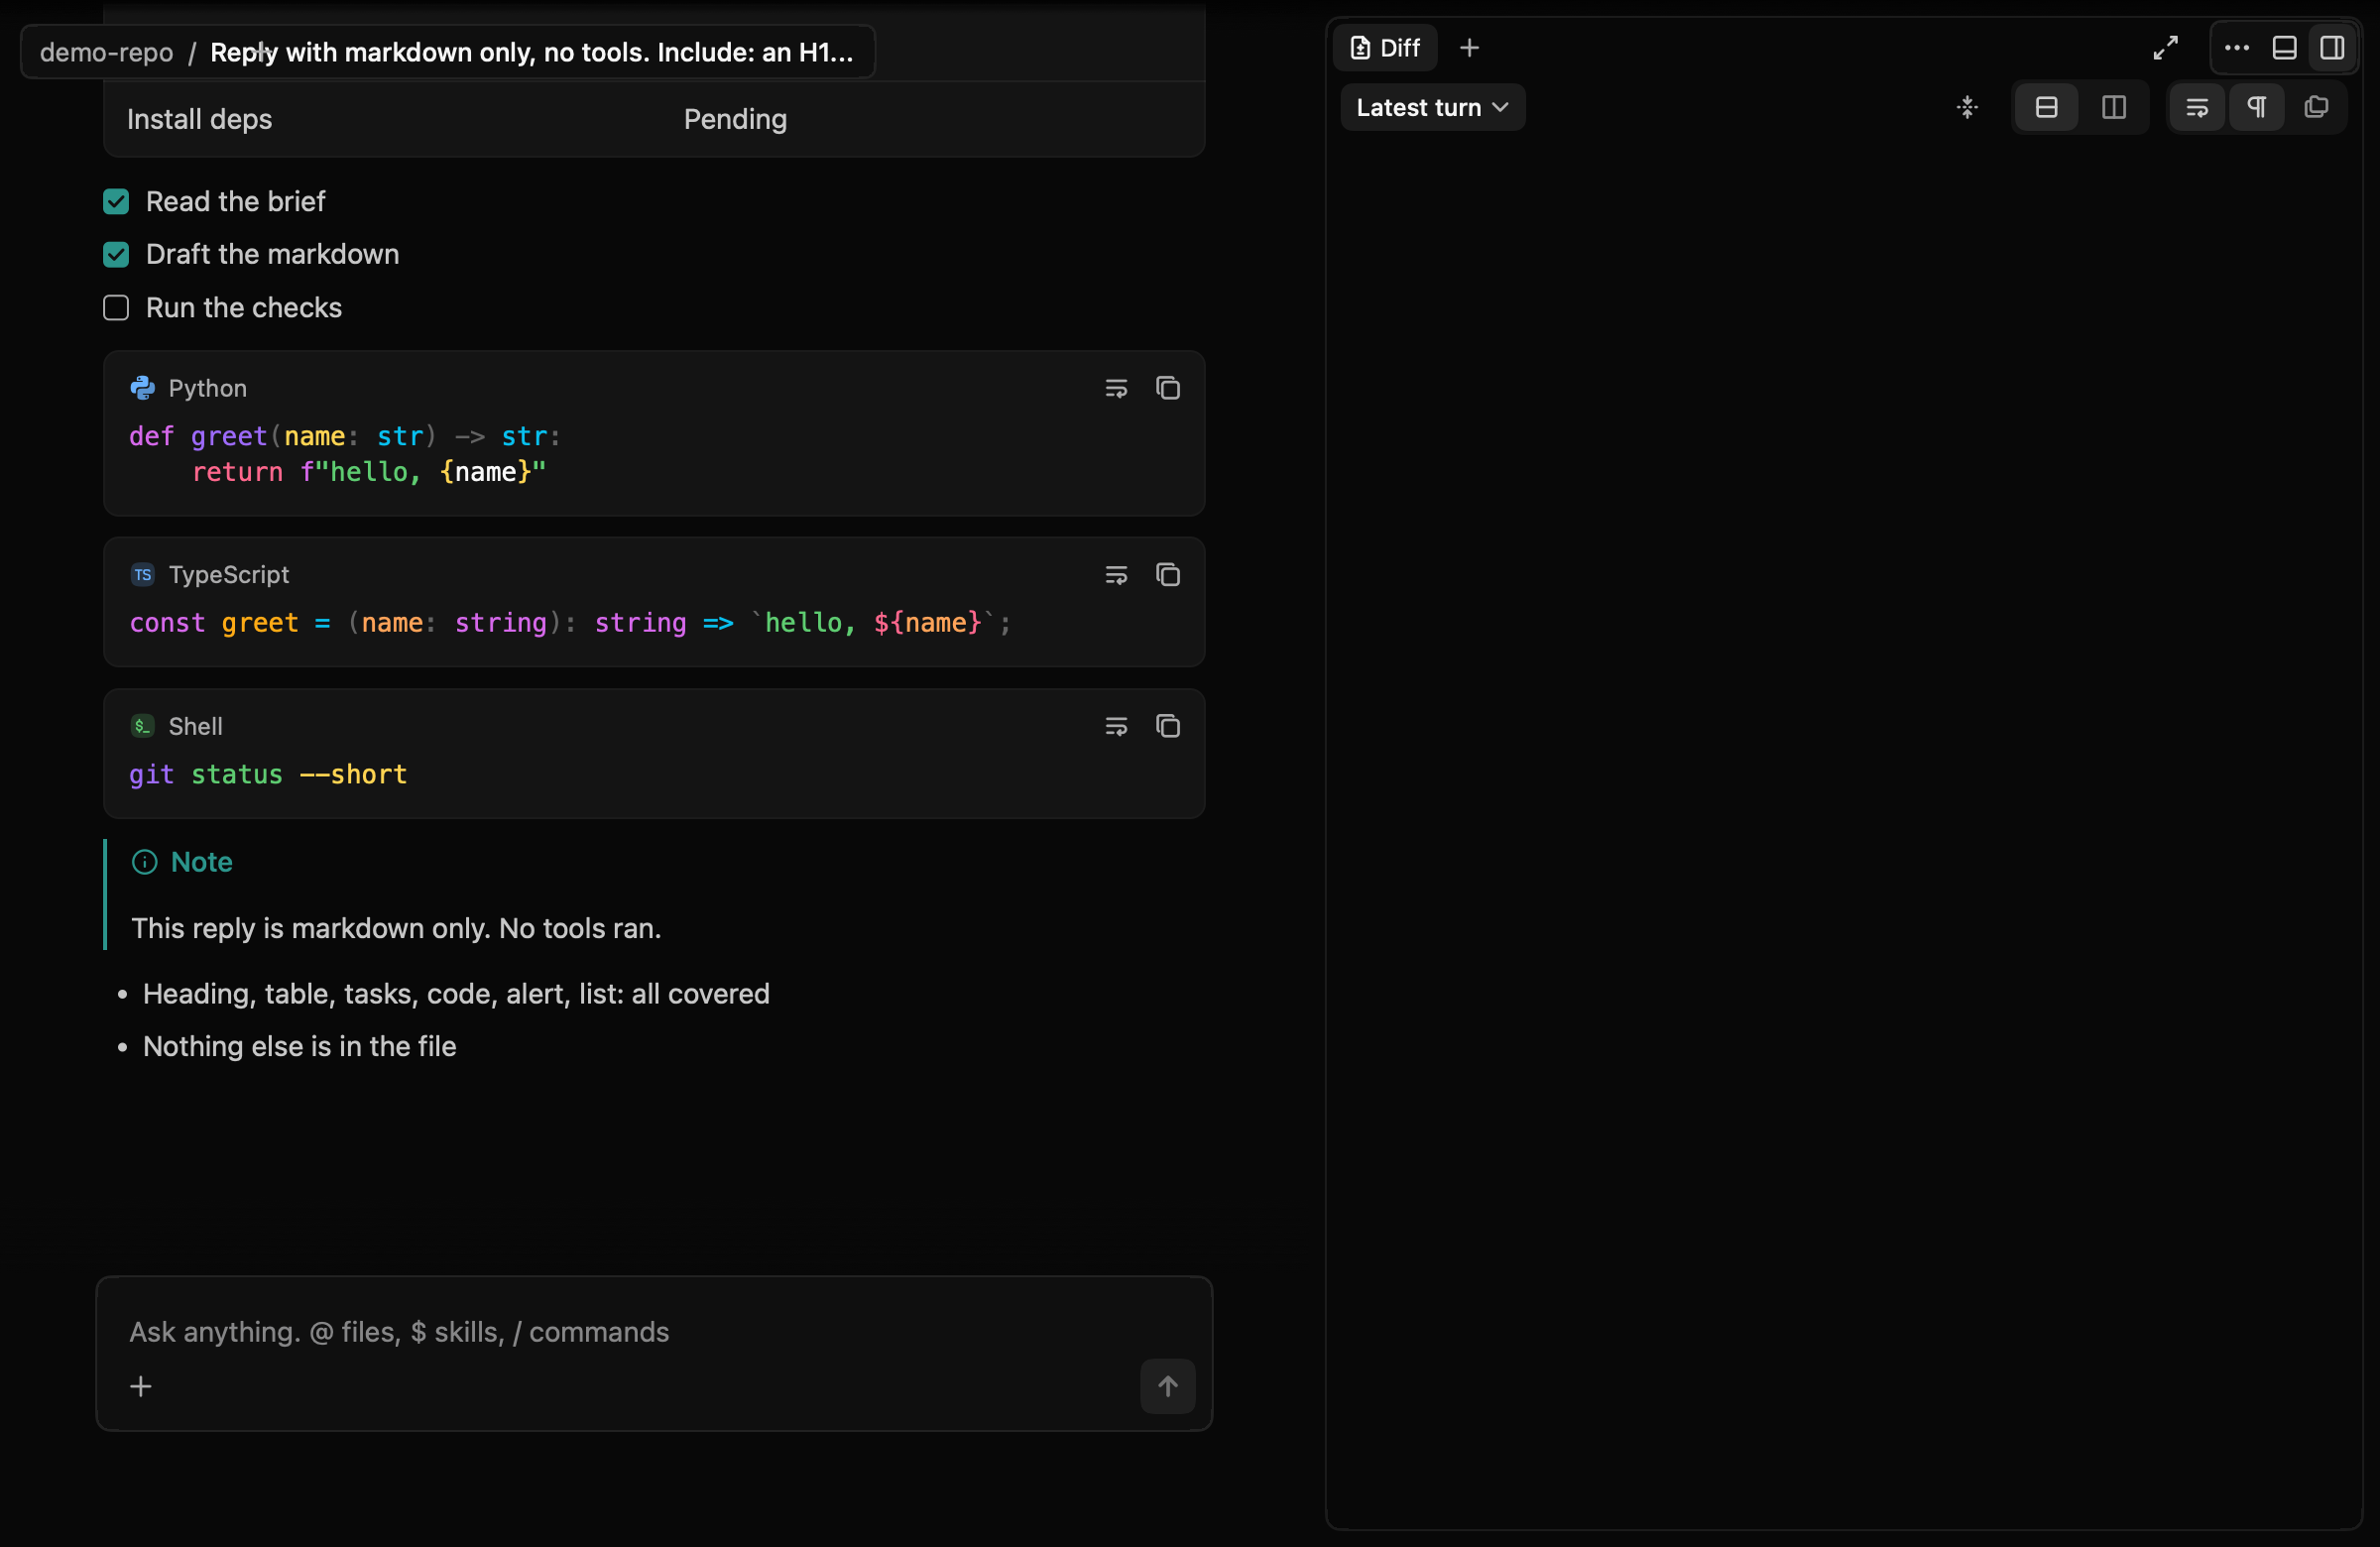 demo-repo / Reply with markdown only, no tools. Include: an H1...
Install deps Pending
Read the brief
Draft the markdown
Run the checks
Python
def greet(name: str) -> str:
    return f"hello, {name}"
TS TypeScript
const greet = (name: string): string => `hello, ${name}`;
$_ Shell
git status --short
Note
This reply is markdown only. No tools ran.
• Heading, table, tasks, code, alert, list: all covered
• Nothing else is in the file
Ask anything. @ files, $ skills, / commands
Diff
Latest turn